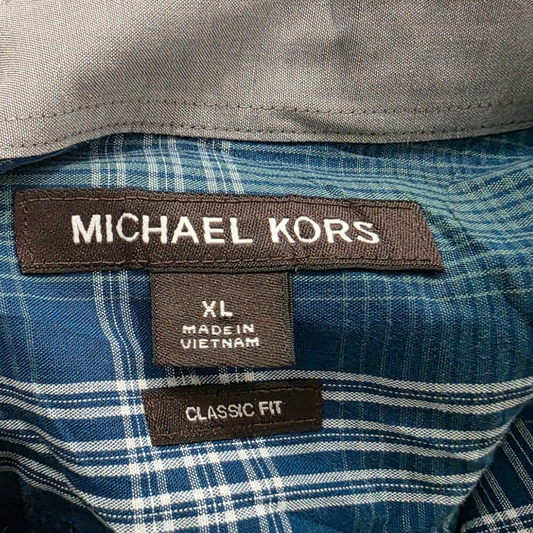 MICHAEL KORS
XL
MADE IN
VIETNAM
CLASSIC FIT